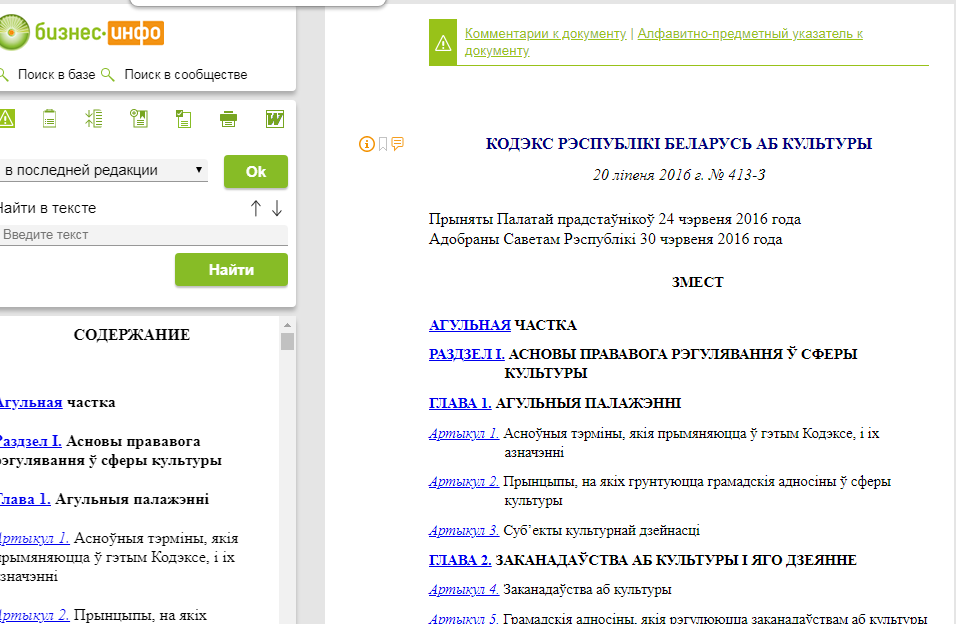 бизнес·инфо
Поиск в базе Поиск в сообществе
в последней редакции Ok
Найти в тексте
Введите текст
Найти
СОДЕРЖАНИЕ
Агульная частка
Раздзел I. Асновы прававога
рэгулявання ў сферы культуры
Глава 1. Агульныя палажэнні
Артыкул 1. Асноўныя тэрміны, якія
прымяняюцца ў гэтым Кодэксе, і іх
азначэнні
Артыкул 2. Прынцыпы, на якіх
Комментарии к документу | Алфавитно-предметный указатель к
документу
КОДЭКС РЭСПУБЛІКІ БЕЛАРУСЬ АБ КУЛЬТУРЫ
20 ліпеня 2016 г. № 413-З
Прыняты Палатай прадстаўнікоў 24 чэрвеня 2016 года
Адобраны Саветам Рэспублікі 30 чэрвеня 2016 года
ЗМЕСТ
АГУЛЬНАЯ ЧАСТКА
РАЗДЗЕЛ I. АСНОВЫ ПРАВАВОГА РЭГУЛЯВАННЯ Ў СФЕРЫ
КУЛЬТУРЫ
ГЛАВА 1. АГУЛЬНЫЯ ПАЛАЖЭННІ
Артыкул 1. Асноўныя тэрміны, якія прымяняюцца ў гэтым Кодэксе, і іх
азначэнні
Артыкул 2. Прынцыпы, на якіх грунтуюцца грамадскія адносіны ў сферы
культуры
Артыкул 3. Суб’екты культурнай дзейнасці
ГЛАВА 2. ЗАКАНАДАЎСТВА АБ КУЛЬТУРЫ І ЯГО ДЗЕЯННЕ
Артыкул 4. Заканадаўства аб культуры
Артыкул 5. Грамадскія адносіны, якія рэгулююцца заканадаўствам аб культуры